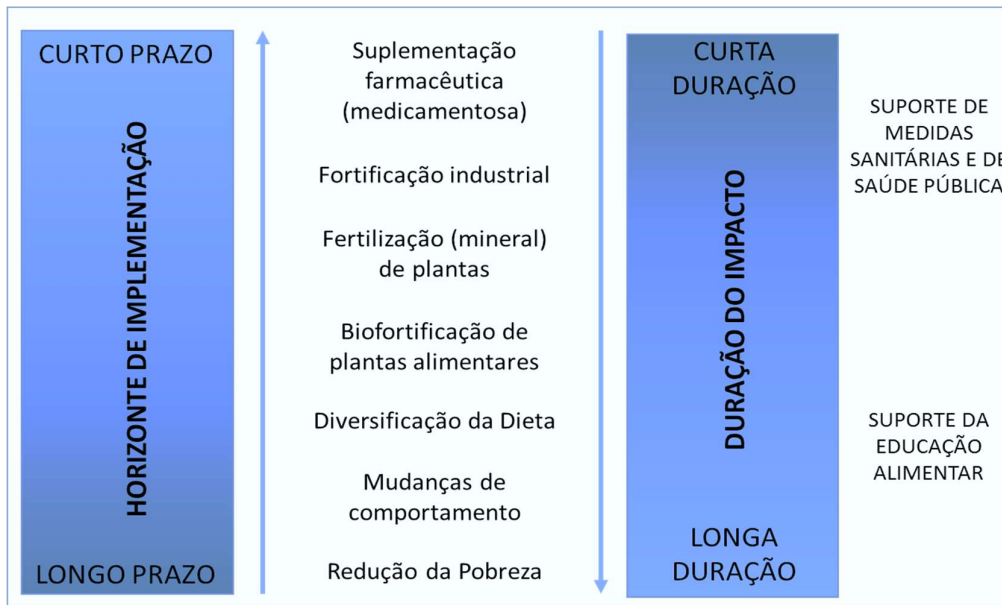 CURTO PRAZO
HORIZONTE DE IMPLEMENTAÇÃO
LONGO PRAZO
Suplementação
farmacêutica
(medicamentosa)
Fortificação industrial
Fertilização (mineral)
de plantas
Biofortificação de
plantas alimentares
Diversificação da Dieta
Mudanças de
comportamento
Redução da Pobreza
CURTA
DURAÇÃO
DURAÇÃO DO IMPACTO
LONGA
DURAÇÃO
SUPORTE DE
MEDIDAS
SANITÁRIAS E DE
SAÚDE PÚBLICA
SUPORTE DA
EDUCAÇÃO
ALIMENTAR